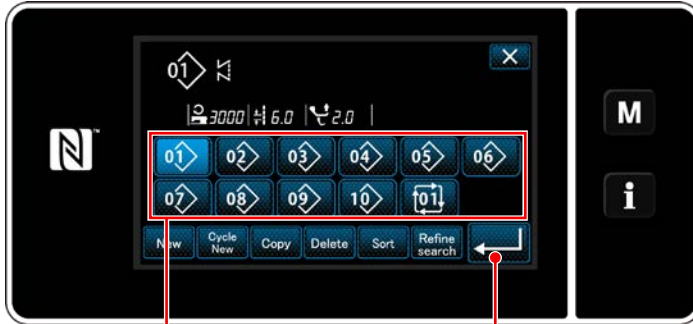 01
3000 6.0 2.0
01 02 03 04 05 06
07 08 09 10 01
New Cycle New Copy Delete Sort Refine search
M
i
N